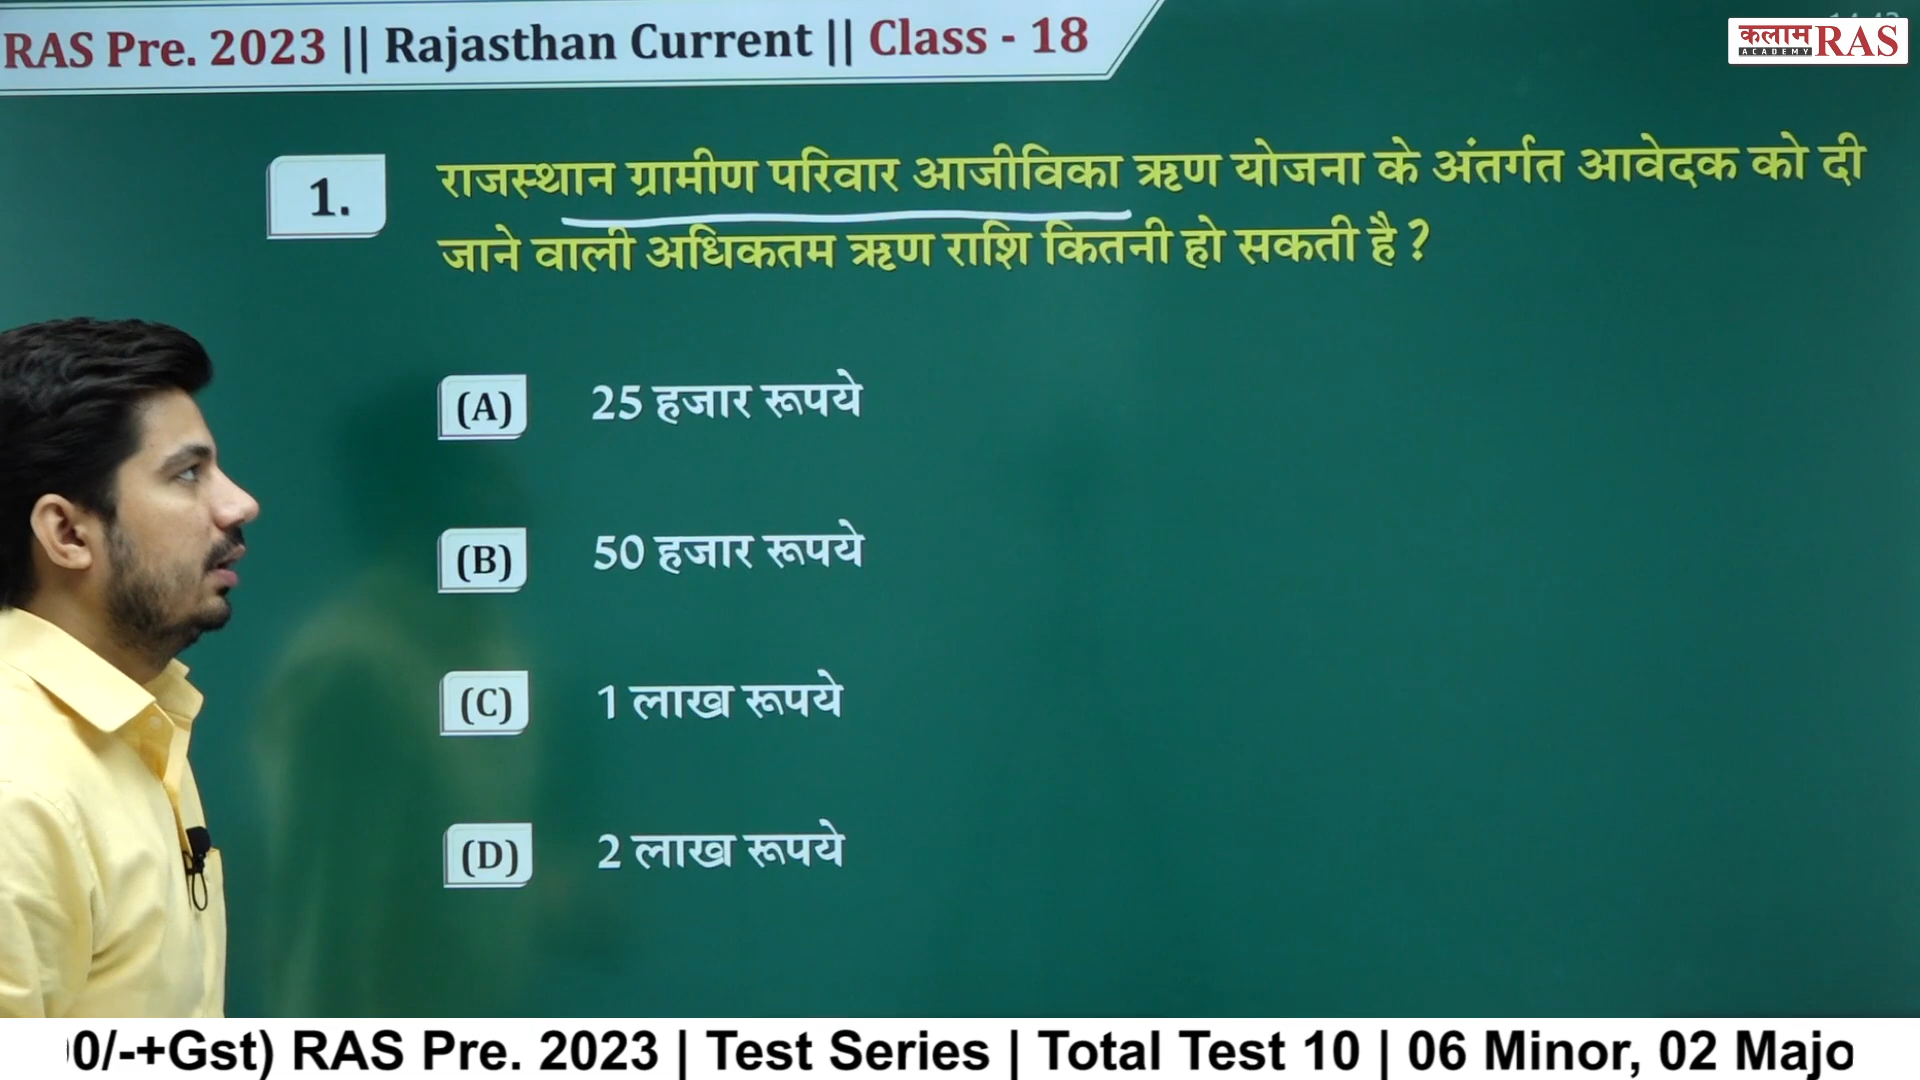 RAS Pre. 2023 || Rajasthan Current || Class - 18
कलाम RAS
ACADEMY
1. राजस्थान ग्रामीण परिवार आजीविका ऋण योजना के अंतर्गत आवेदक को दी
जाने वाली अधिकतम ऋण राशि कितनी हो सकती है ?
(A) 25 हजार रूपये
(B) 50 हजार रूपये
(C) 1 लाख रूपये
(D) 2 लाख रूपये
0/-+Gst) RAS Pre. 2023 | Test Series | Total Test 10 | 06 Minor, 02 Majo